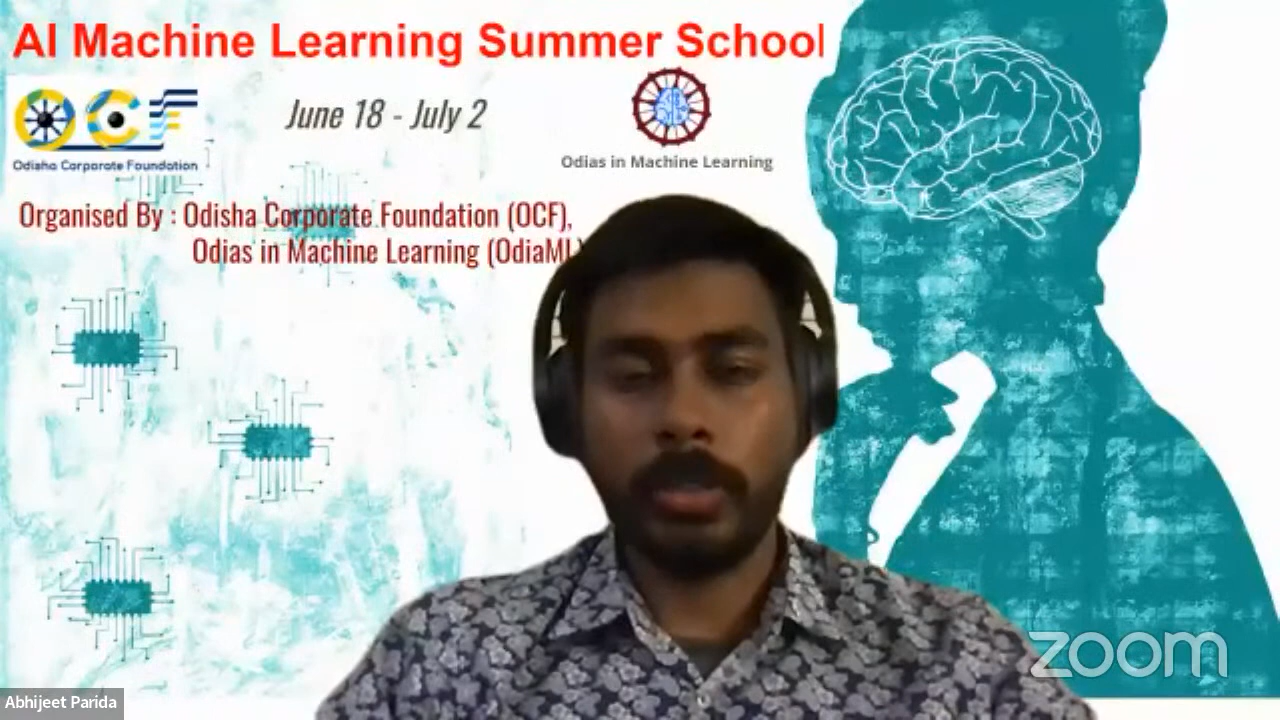 AI Machine Learning Summer School
OCF
Odisha Corporate Foundation
June 18 - July 2
Odias in Machine Learning
Organised By : Odisha Corporate Foundation (OCF),
Odias in Machine Learning (OdiaML)
zoom
Abhijeet Parida